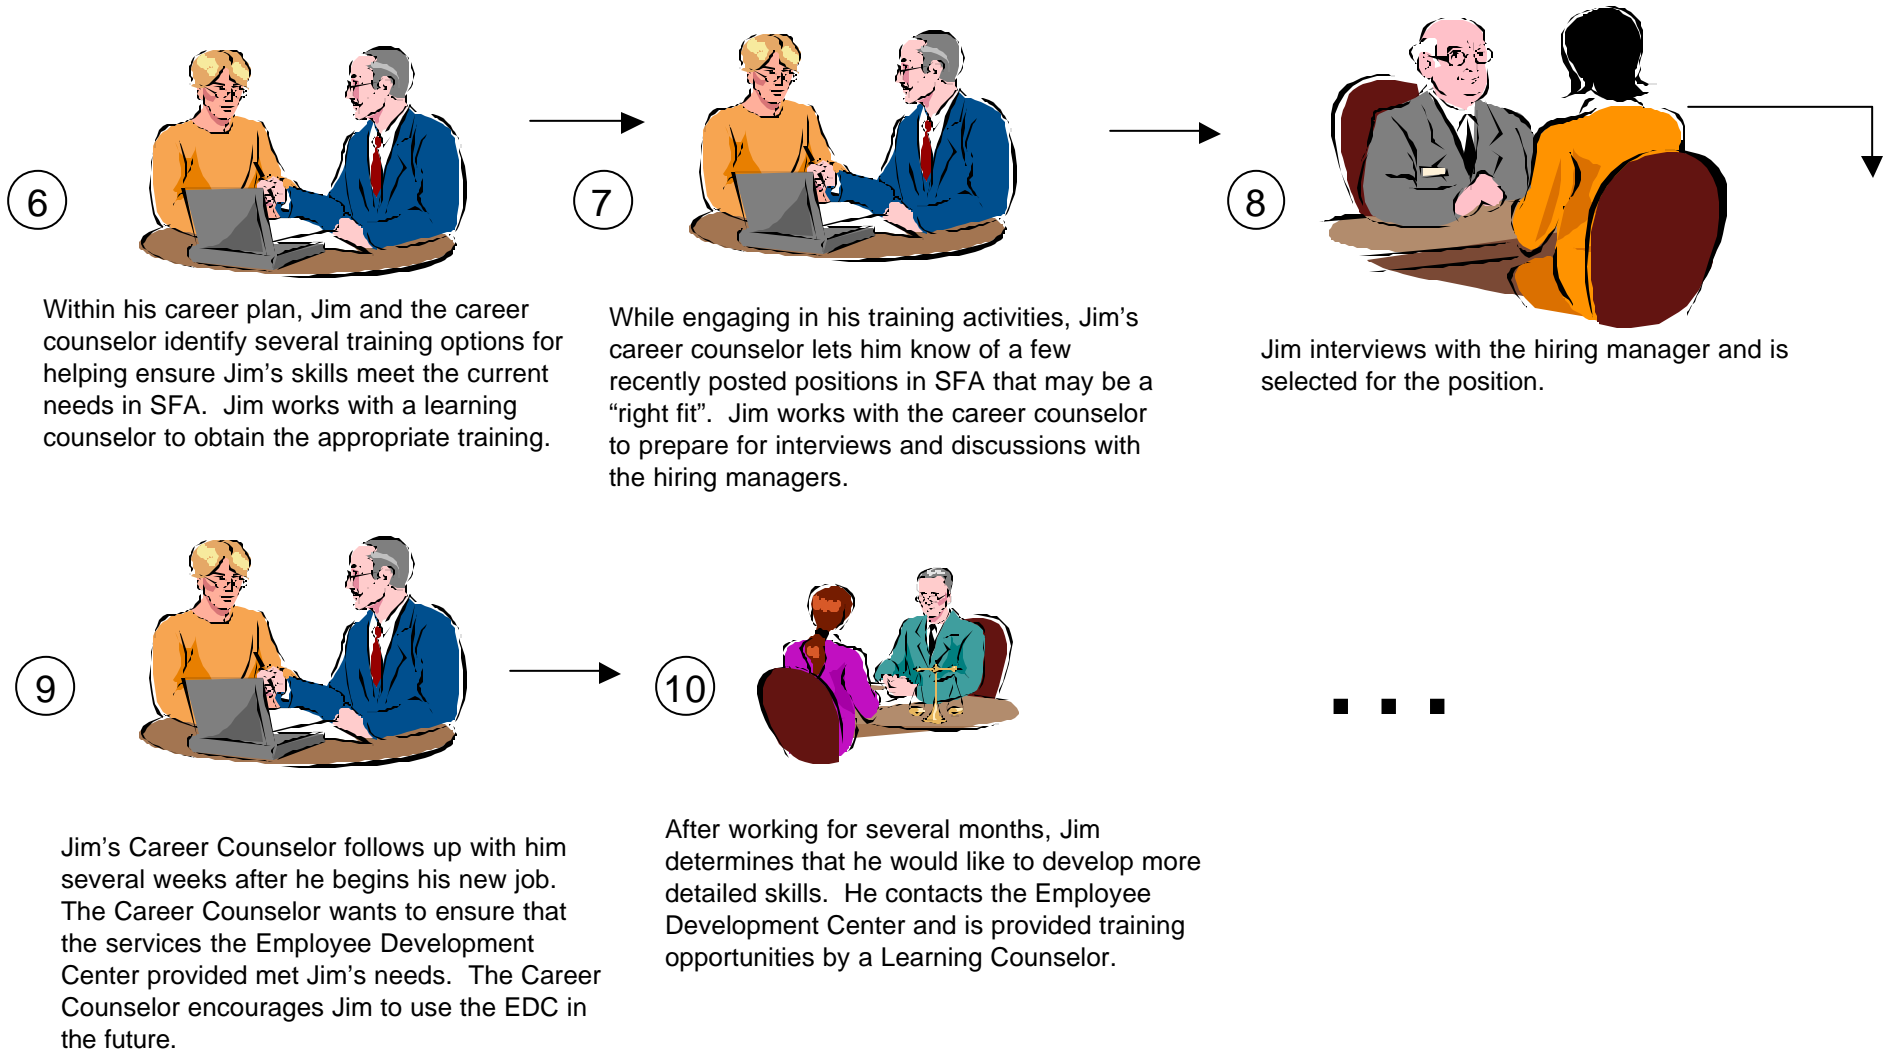 6
Within his career plan, Jim and the career
counselor identify several training options for
helping ensure Jim’s skills meet the current
needs in SFA.  Jim works with a learning
counselor to obtain the appropriate training.
7
While engaging in his training activities, Jim’s
career counselor lets him know of a few
recently posted positions in SFA that may be a
“right fit”.  Jim works with the career counselor
to prepare for interviews and discussions with
the hiring managers.
8
Jim interviews with the hiring manager and is
selected for the position.
9
Jim’s Career Counselor follows up with him
several weeks after he begins his new job.
The Career Counselor wants to ensure that
the services the Employee Development
Center provided met Jim’s needs.  The Career
Counselor encourages Jim to use the EDC in
the future.
10
After working for several months, Jim
determines that he would like to develop more
detailed skills.  He contacts the Employee
Development Center and is provided training
opportunities by a Learning Counselor.
. . .